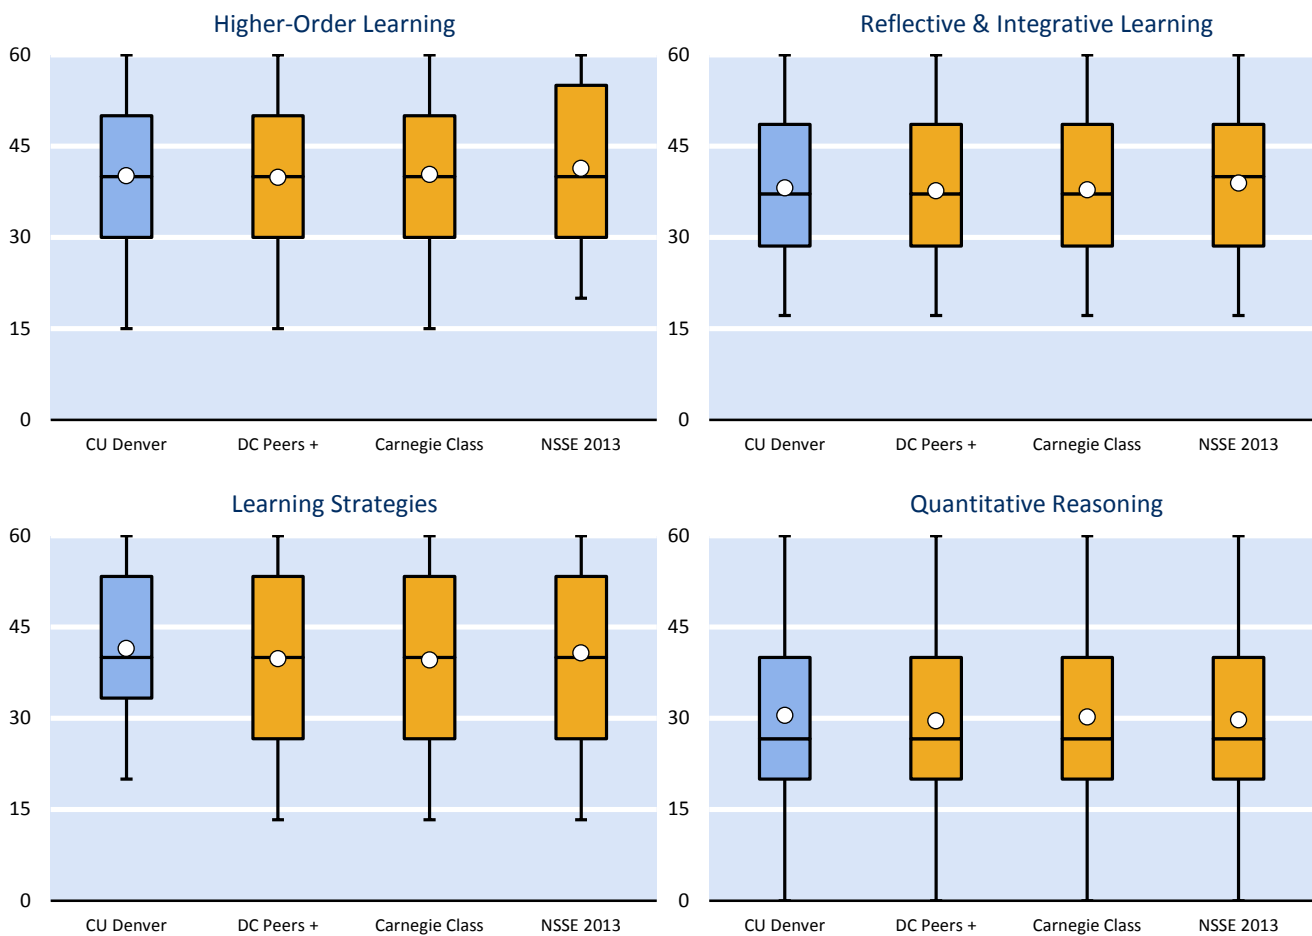 Higher-Order Learning
60
45
30
15
0
CU Denver DC Peers + Carnegie Class NSSE 2013
Reflective & Integrative Learning
60
45
30
15
0
CU Denver DC Peers + Carnegie Class NSSE 2013
Learning Strategies
60
45
30
15
0
CU Denver DC Peers + Carnegie Class NSSE 2013
Quantitative Reasoning
60
45
30
15
0
CU Denver DC Peers + Carnegie Class NSSE 2013